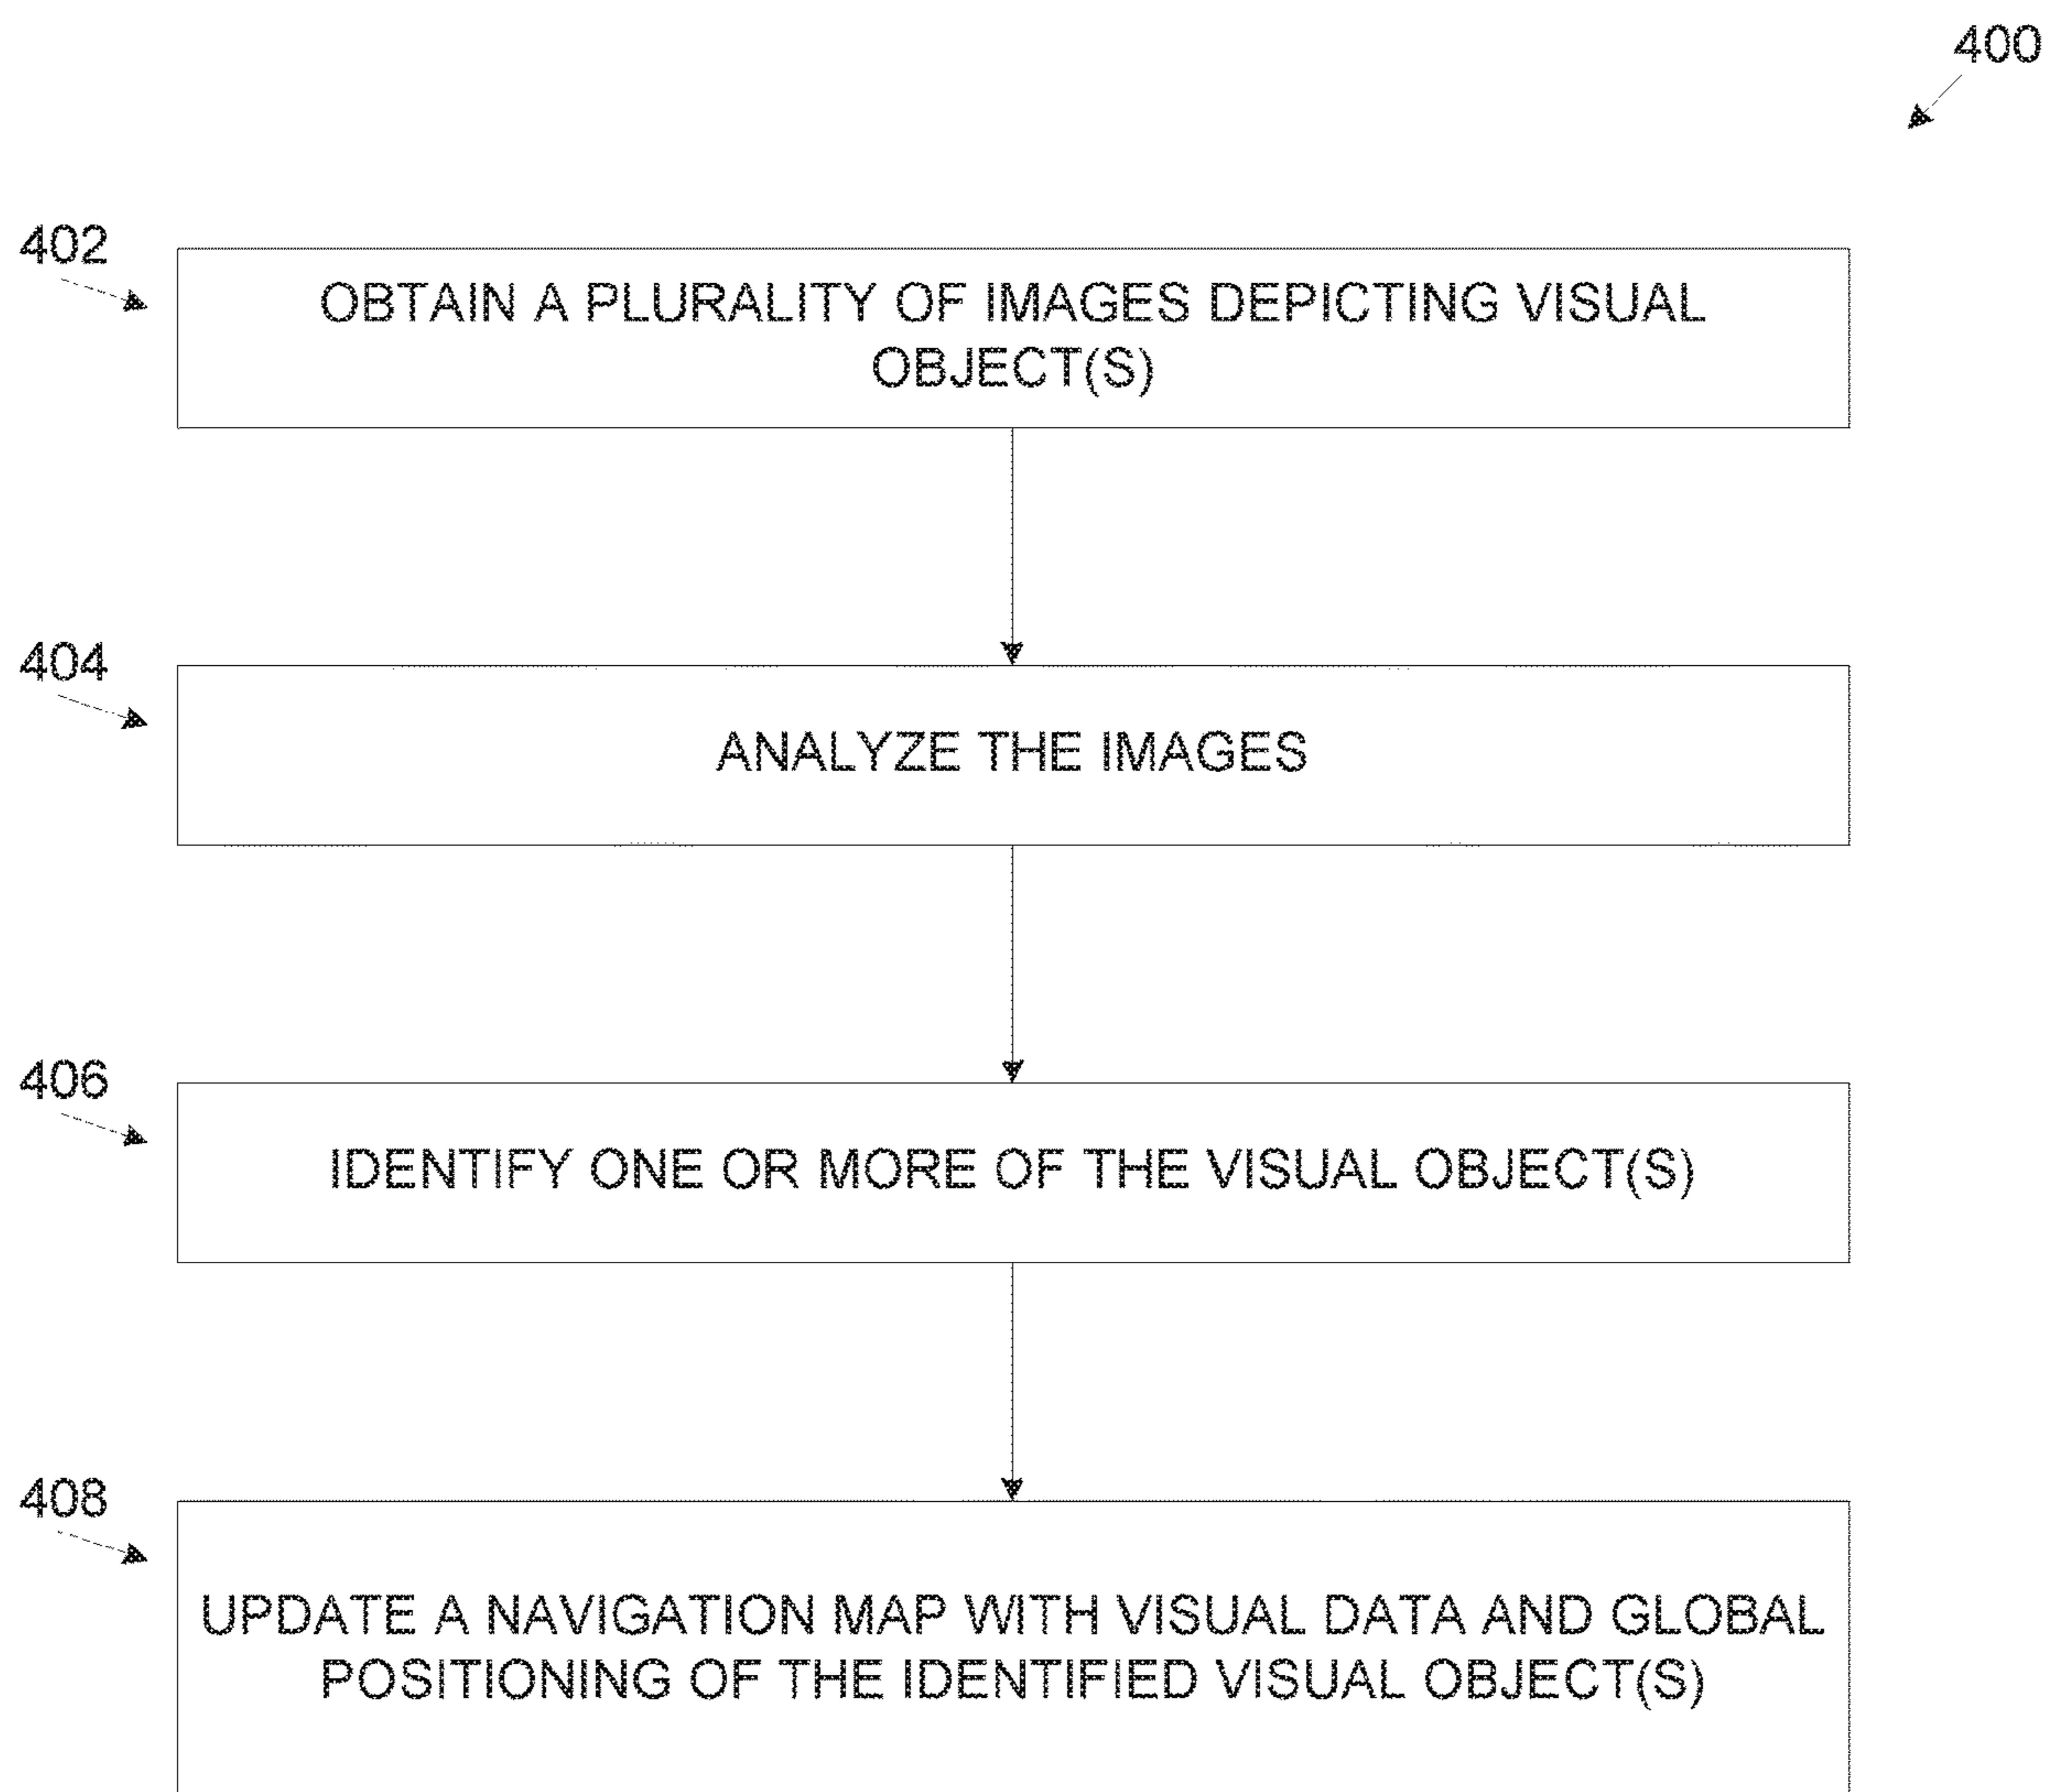 400
402
OBTAIN A PLURALITY OF IMAGES DEPICTING VISUAL
OBJECT(S)
404
ANALYZE THE IMAGES
406
IDENTIFY ONE OR MORE OF THE VISUAL OBJECT(S)
408
UPDATE A NAVIGATION MAP WITH VISUAL DATA AND GLOBAL
POSITIONING OF THE IDENTIFIED VISUAL OBJECT(S)